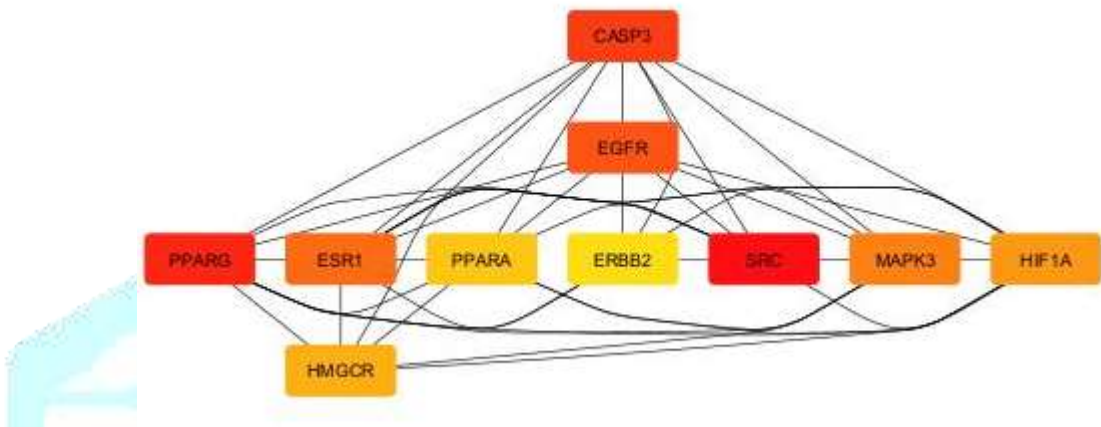 CASP3
EGFR
PPARG ESR1 PPARA ERBB2 SRC MAPK3 HIF1A
HMGCR